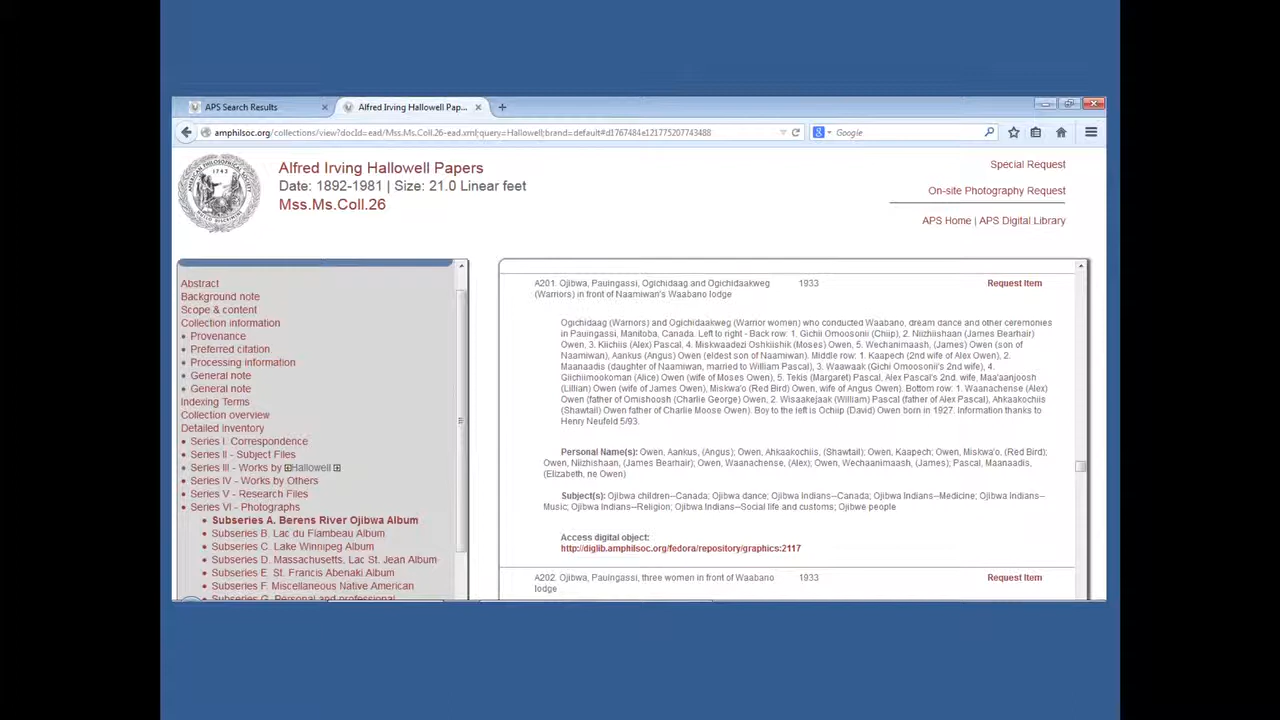 APS Search Results
Alfred Irving Hallowell Pap...
amphilsoc.org/collections/view?docId=ead/Mss.Ms.Coll.26-ead.xml;query=Hallowell;brand=default#d1767484e121775207743488
Google
Alfred Irving Hallowell Papers
Date: 1892-1981 | Size: 21.0 Linear feet
Mss.Ms.Coll.26
Special Request
On-site Photography Request
APS Home | APS Digital Library
Abstract
Background note
Scope & content
Collection information
Provenance
Preferred citation
Processing information
General note
General note
Indexing Terms
Collection overview
Detailed inventory
Series I. Correspondence
Series II - Subject Files
Series III - Works by Hallowell
Series IV - Works by Others
Series V - Research Files
Series VI - Photographs
Subseries A. Berens River Ojibwa Album
Subseries B. Lac du Flambeau Album
Subseries C. Lake Winnipeg Album
Subseries D. Massachusetts, Lac St. Jean Album
Subseries E. St. Francis Abenaki Album
Subseries F. Miscellaneous Native American
Subseries G. Personal and professional
A201. Ojibwa, Pauingassi, Ogichidaag and Ogichidaakweg 1933 Request Item
(Warriors) in front of Naamiwan's Waabano lodge
Ogichidaag (Warriors) and Ogichidaakweg (Warrior women) who conducted Waabano, dream dance and other ceremonies
in Pauingassi, Manitoba, Canada. Left to right - Back row: 1. Gichii Omoosonii (Chiip), 2. Niizhiishaan (James Bearhair)
Owen, 3. Kiichiis (Alex) Pascal, 4. Miskwaadezi Oshkiishik (Moses) Owen, 5. Wechanimaash, (James) Owen (son of
Naamiwan), Aankus (Angus) Owen (eldest son of Naamiwan). Middle row: 1. Kaapech (2nd wife of Alex Owen), 2.
Maanaadis (daughter of Naamiwan, married to William Pascal), 3. Waawaak (Gichi Omoosonii's 2nd wife), 4.
Giichiimookoman (Alice) Owen (wife of Moses Owen), 5. Tekis (Margaret) Pascal, Alex Pascal's 2nd. wife, Maa'aanjoosh
(Lillian) Owen (wife of James Owen), Miskwa'o (Red Bird) Owen, wife of Angus Owen). Bottom row: 1. Waanachense (Alex)
Owen (father of Omishoosh (Charlie George) Owen, 2. Wisaakejaak (William) Pascal (father of Alex Pascal), Ahkaakochiis
(Shawtail) Owen father of Charlie Moose Owen). Boy to the left is Ochiip (David) Owen born in 1927. Information thanks to
Henry Neufeld 5/93.
Personal Name(s): Owen, Aankus, (Angus); Owen, Ahkaakochiis, (Shawtail); Owen, Kaapech; Owen, Miskwa'o, (Red Bird);
Owen, Niizhishaan, (James Bearhair); Owen, Waanachense, (Alex); Owen, Wechaanimaash, (James); Pascal, Maanaadis,
(Elizabeth, ne Owen)
Subject(s): Ojibwa children--Canada; Ojibwa dance; Ojibwa Indians--Canada; Ojibwa Indians--Medicine; Ojibwa Indians--
Music; Ojibwa Indians--Religion; Ojibwa Indians--Social life and customs; Ojibwe people
Access digital object:
http://diglib.amphilsoc.org/fedora/repository/graphics:2117
A202. Ojibwa, Pauingassi, three women in front of Waabano 1933 Request Item
lodge